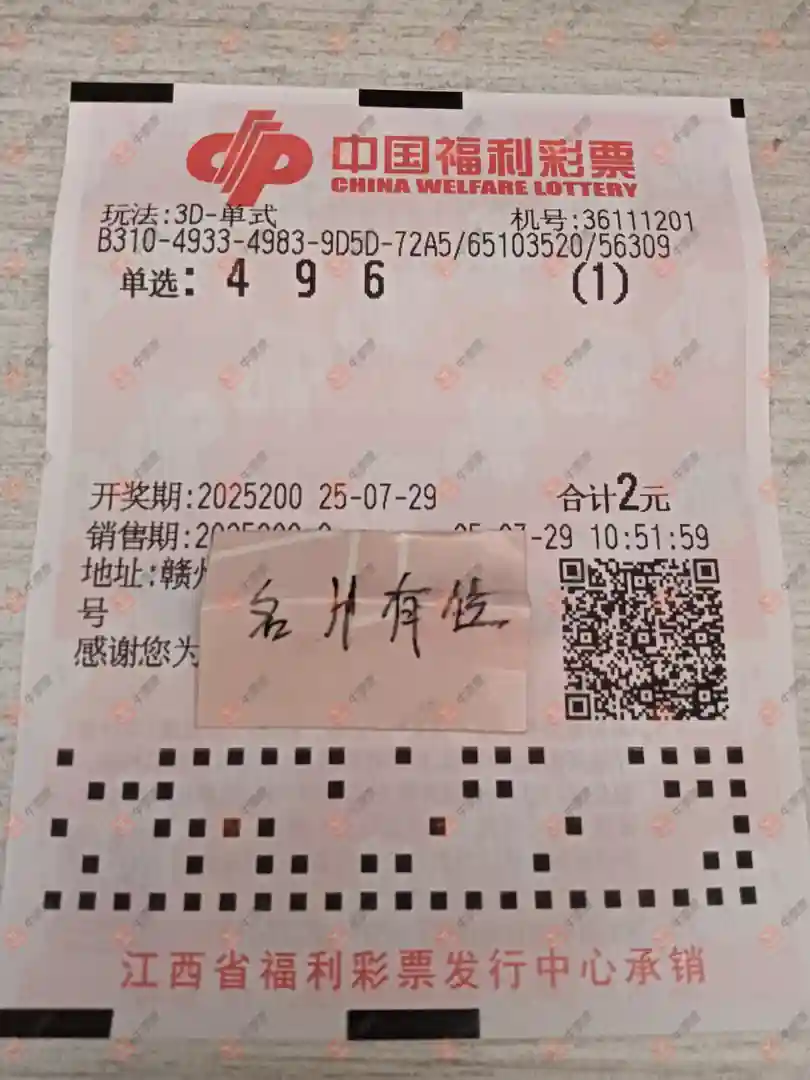 中国福利彩票
CHINA WELFARE LOTTERY
玩法:3D-单式 机号:36111201
B310-4933-4983-9D5D-72A5/65103520/56309
单选: 4 9 6 (1)
开奖期:2025200 25-07-29 合计2元
销售期: -07-29 10:51:59
地址:赣
号
名片有位
感谢您为
江西省福利彩票发行中心承销